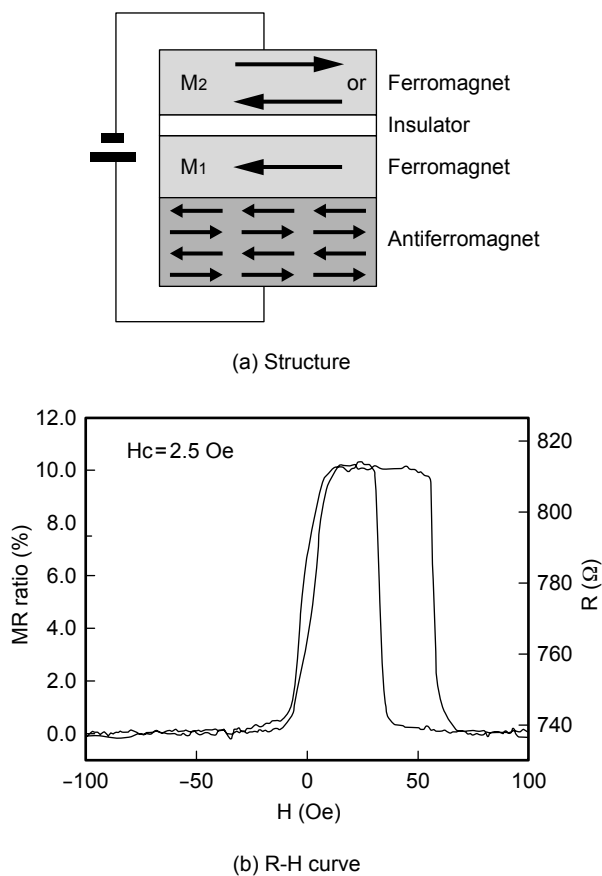 M2 or Ferromagnet
Insulator
M1 Ferromagnet
Antiferromagnet
(a) Structure
Hc=2.5 Oe
MR ratio (%)
12.0
10.0
8.0
6.0
4.0
2.0
0.0
R (Ω)
820
800
780
760
740
−100 −50 0 50 100
H (Oe)
(b) R-H curve